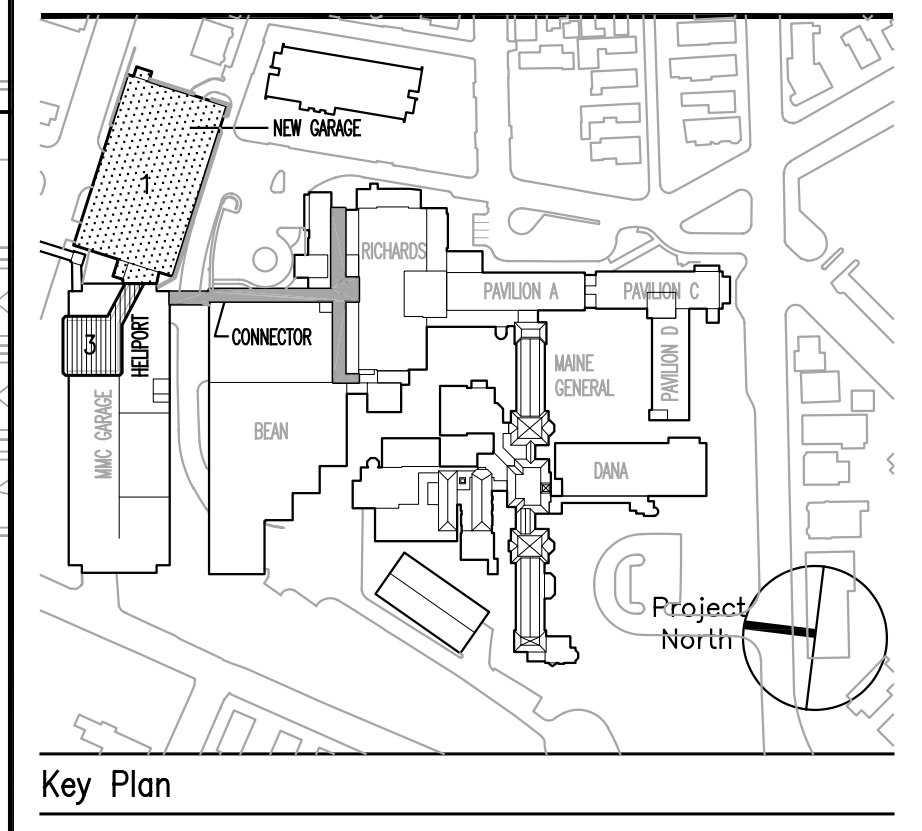 NEW GARAGE
1
RICHARDS
PAVILION A
PAVILION C
CONNECTOR
HELIPORT
3
MAINE
GENERAL
PAVILION D
MMC GARAGE
BEAN
DANA
Project
North
Key Plan